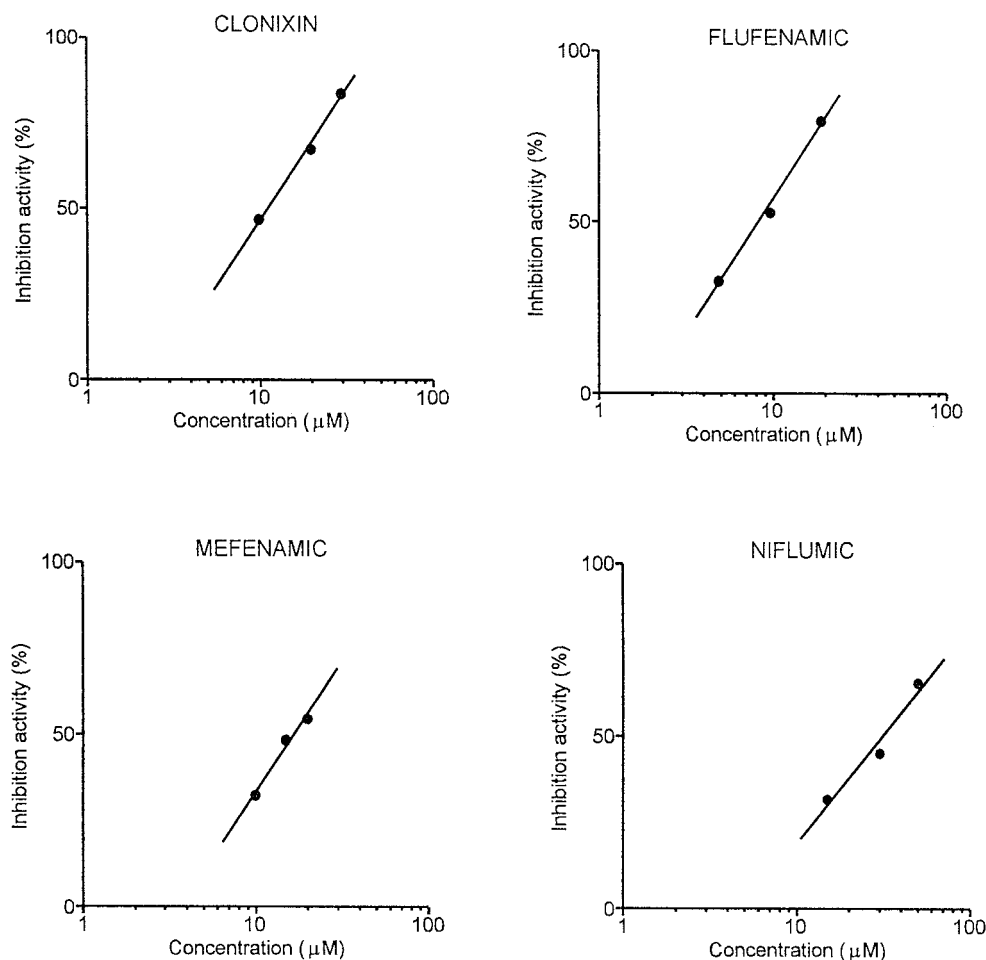 CLONIXIN
100
50
0
Inhibition activity (%)
1 10 100
Concentration (μM)
FLUFENAMIC
100
50
0
Inhibition activity (%)
1 10 100
Concentration (μM)
MEFENAMIC
100
50
0
Inhibition activity (%)
1 10 100
Concentration (μM)
NIFLUMIC
100
50
0
Inhibition activity (%)
1 10 100
Concentration (μM)